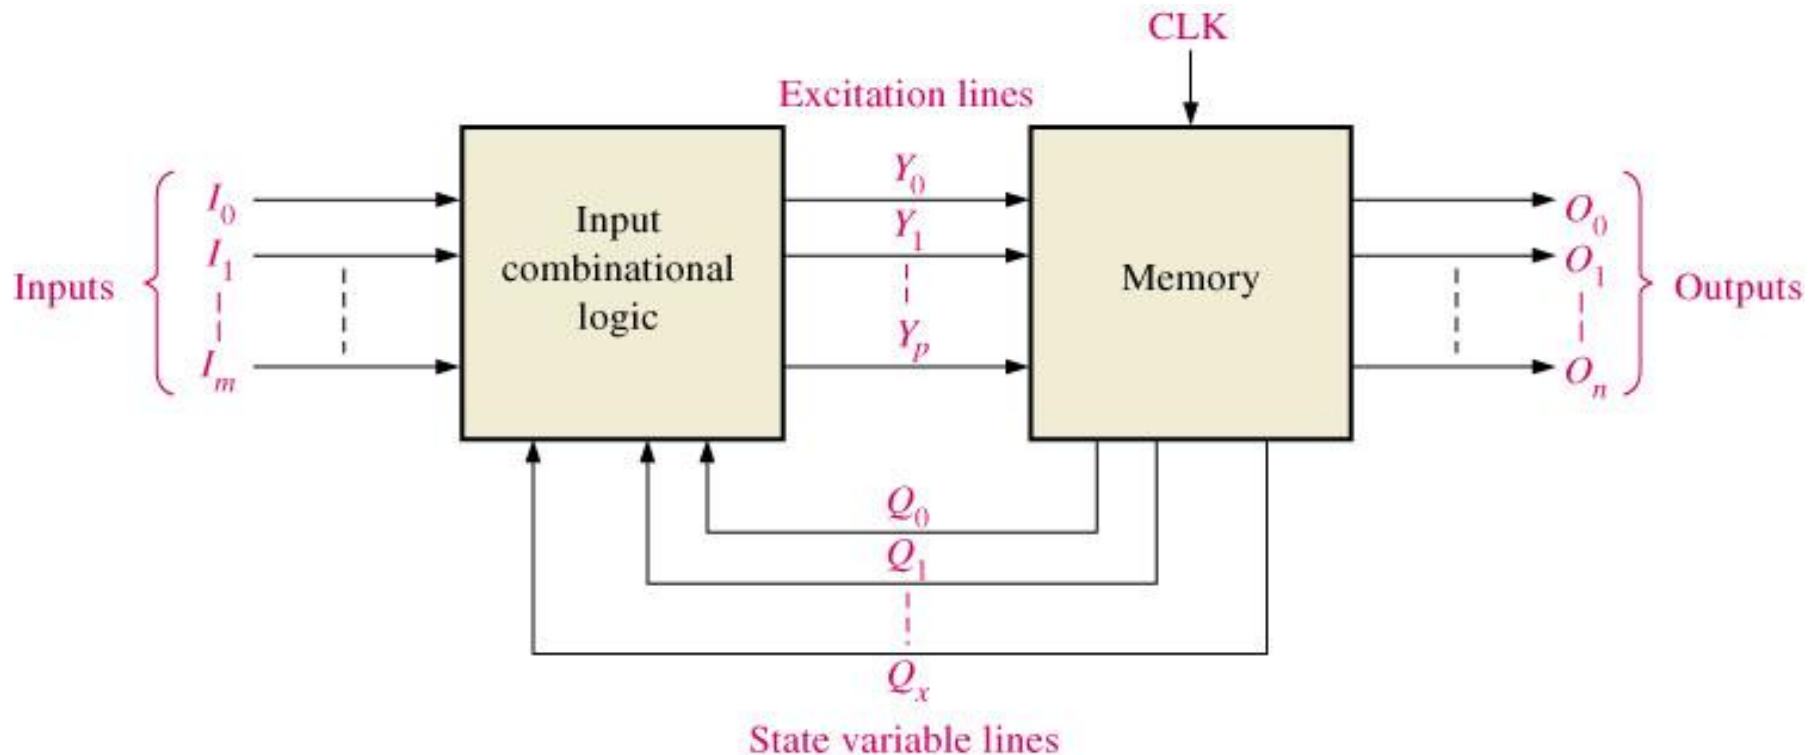 CLK
Excitation lines
Inputs
I0
I1
Im
Input
combinational
logic
Y0
Y1
Yp
Memory
O0
O1
On
Outputs
Q0
Q1
Qx
State variable lines